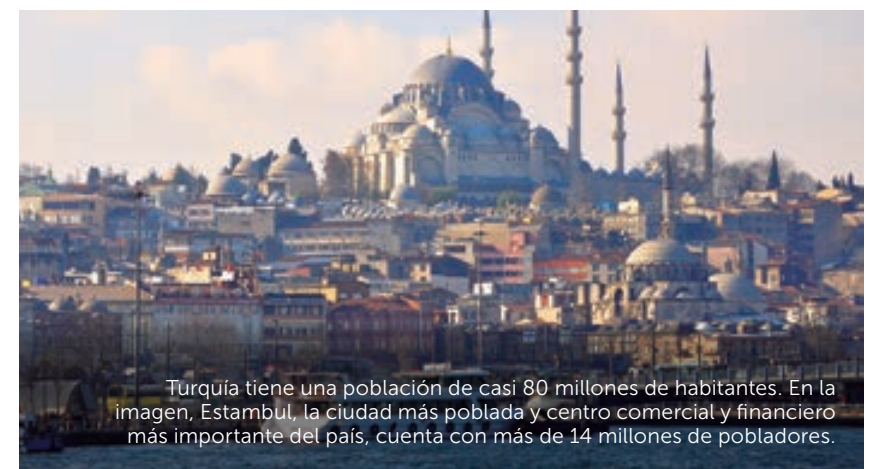 Turquía tiene una población de casi 80 millones de habitantes. En la
imagen, Estambul, la ciudad más poblada y centro comercial y financiero
más importante del país, cuenta con más de 14 millones de pobladores.